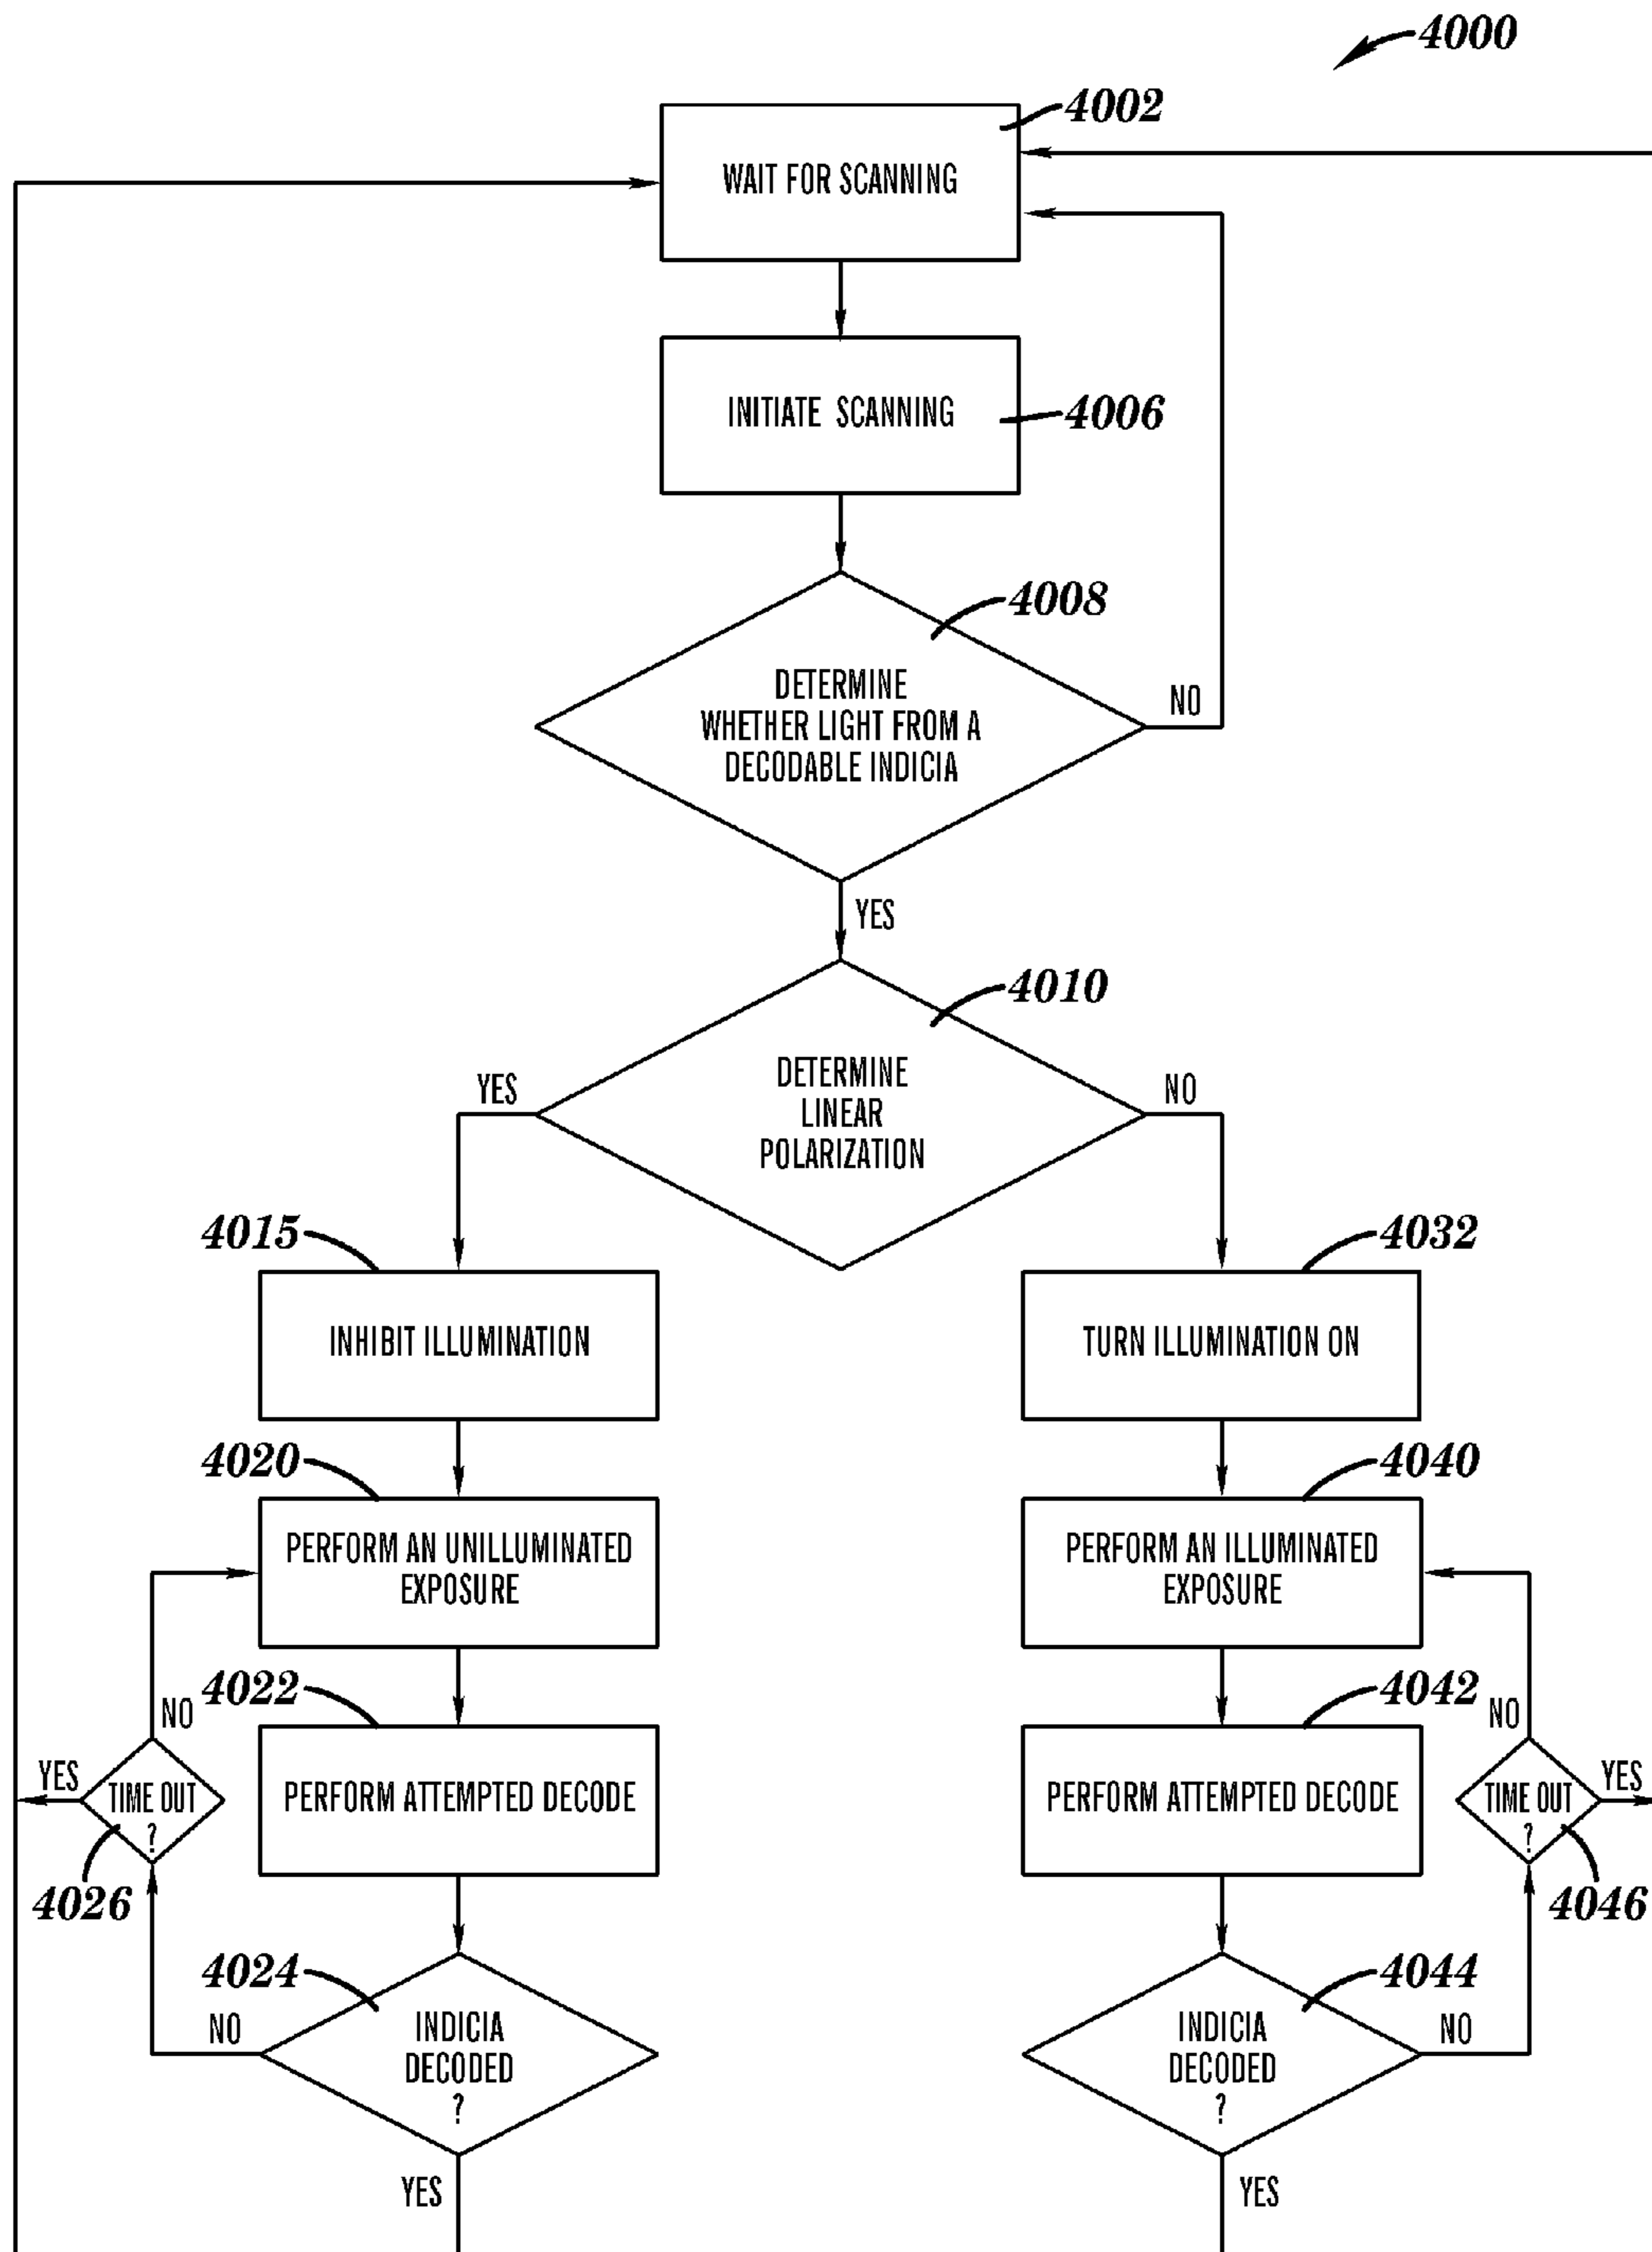 4000
4002
WAIT FOR SCANNING
INITIATE SCANNING
4006
4008
DETERMINE
WHETHER LIGHT FROM A
DECODABLE INDICIA
NO
YES
4010
DETERMINE
LINEAR
POLARIZATION
YES
NO
4015
4032
INHIBIT ILLUMINATION
TURN ILLUMINATION ON
4020
4040
PERFORM AN UNILLUMINATED
EXPOSURE
PERFORM AN ILLUMINATED
EXPOSURE
4022
4042
NO
NO
YES
TIME OUT
?
PERFORM ATTEMPTED DECODE
PERFORM ATTEMPTED DECODE
TIME OUT
?
YES
4026
4046
4024
4044
NO
INDICIA
DECODED
?
INDICIA
DECODED
?
NO
YES
YES